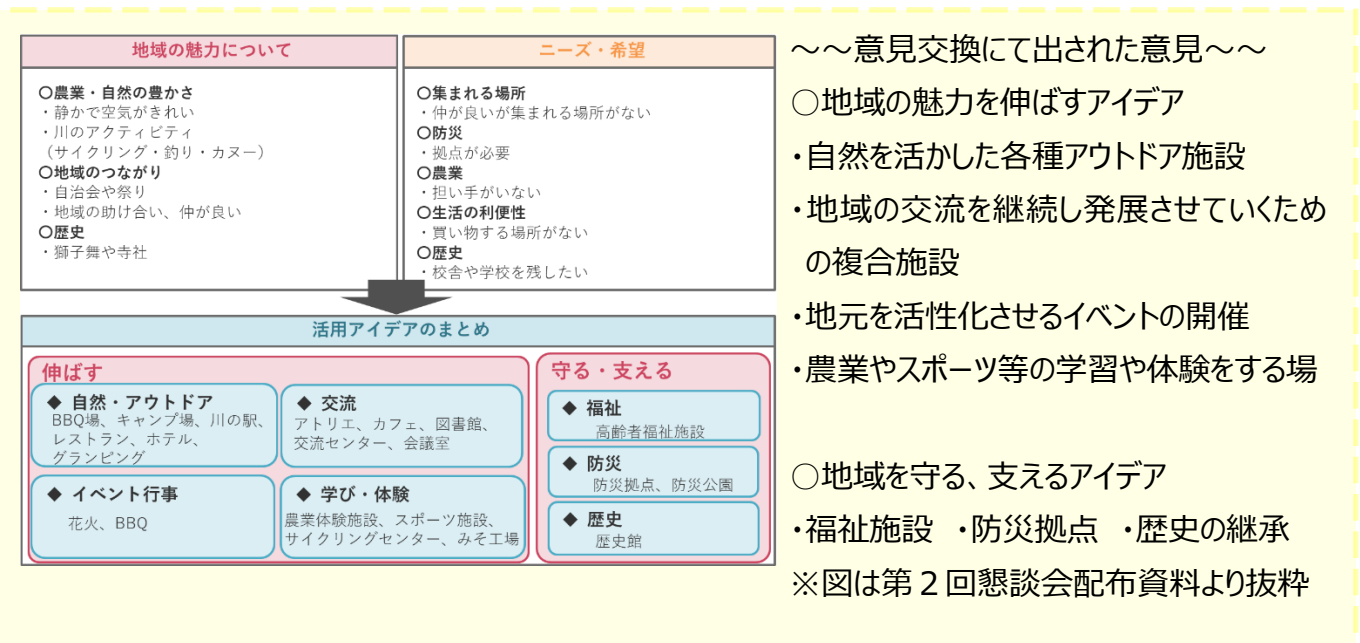 地域の魅力について
〇農業・自然の豊かさ
・静かで空気がきれい
・川のアクティビティ
（サイクリング・釣り・カヌー）
〇地域のつながり
・自治会や祭り
・地域の助け合い、仲が良い
〇歴史
・獅子舞や寺社
ニーズ・希望
〇集まれる場所
・仲が良いが集まれる場所がない
〇防災
・拠点が必要
〇農業
・担い手がいない
〇生活の利便性
・買い物する場所がない
〇歴史
・校舎や学校を残したい
活用アイデアのまとめ
伸ばす
◆ 自然・アウトドア
BBQ場、キャンプ場、川の駅、
レストラン、ホテル、
グランピング
◆ 交流
アトリエ、カフェ、図書館、
交流センター、会議室
◆ イベント行事
花火、BBQ
◆ 学び・体験
農業体験施設、スポーツ施設、
サイクリングセンター、みそ工場
守る・支える
◆ 福祉
高齢者福祉施設
◆ 防災
防災拠点、防災公園
◆ 歴史
歴史館
～～意見交換にて出された意見～～
○地域の魅力を伸ばすアイデア
・自然を活かした各種アウトドア施設
・地域の交流を継続し発展させていくため
の複合施設
・地元を活性化させるイベントの開催
・農業やスポーツ等の学習や体験をする場
○地域を守る、支えるアイデア
・福祉施設　・防災拠点　・歴史の継承
※図は第２回懇談会配布資料より抜粋